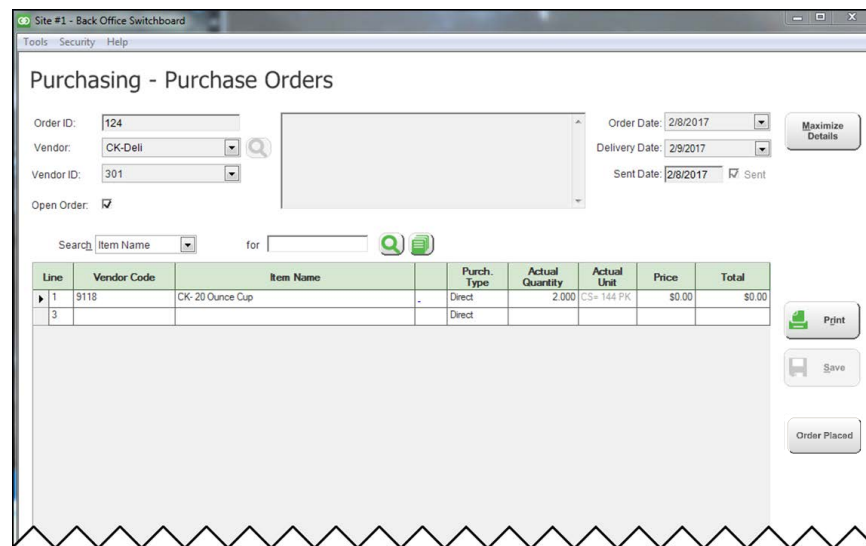 Site #1 - Back Office Switchboard
Tools Security Help
Purchasing - Purchase Orders
Order ID: 124
Order Date: 2/8/2017
Maximize Details
Vendor: CK-Deli
Delivery Date: 2/9/2017
Vendor ID: 301
Sent Date: 2/8/2017 Sent
Open Order:
Search Item Name for
Line Vendor Code Item Name Purch. Type Actual Quantity Actual Unit Price Total
1 9118 CK- 20 Ounce Cup Direct 2.000 CS= 144 PK $0.00 $0.00
3 Direct
Print
Save
Order Placed